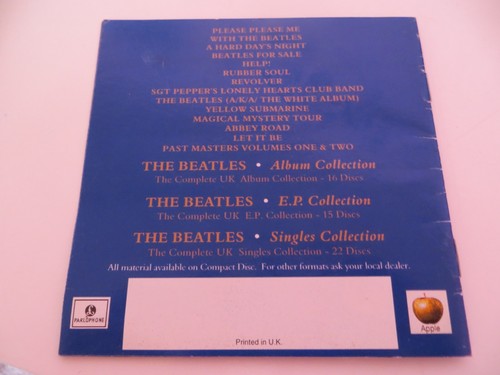 PLEASE PLEASE ME
WITH THE BEATLES
A HARD DAY'S NIGHT
BEATLES FOR SALE
HELP!
RUBBER SOUL
REVOLVER
SGT PEPPER'S LONELY HEARTS CLUB BAND
THE BEATLES (A/K/A/ THE WHITE ALBUM)
YELLOW SUBMARINE
MAGICAL MYSTERY TOUR
ABBEY ROAD
LET IT BE
PAST MASTERS VOLUMES ONE & TWO
THE BEATLES • Album Collection
The Complete UK Album Collection - 16 Discs
THE BEATLES • E.P. Collection
The Complete UK E.P. Collection - 15 Discs
THE BEATLES • Singles Collection
The Complete UK Singles Collection - 22 Discs
All material available on Compact Disc. For other formats ask your local dealer.
PARLOPHONE
Apple
Printed in U.K.